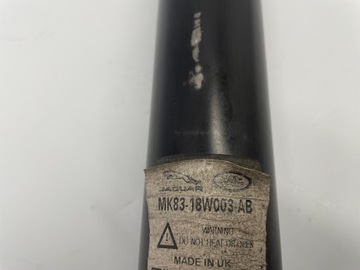 JAGUAR
MK83-18W003-AB
WARNING
DO NOT HEAT OR OPEN
MADE IN UK